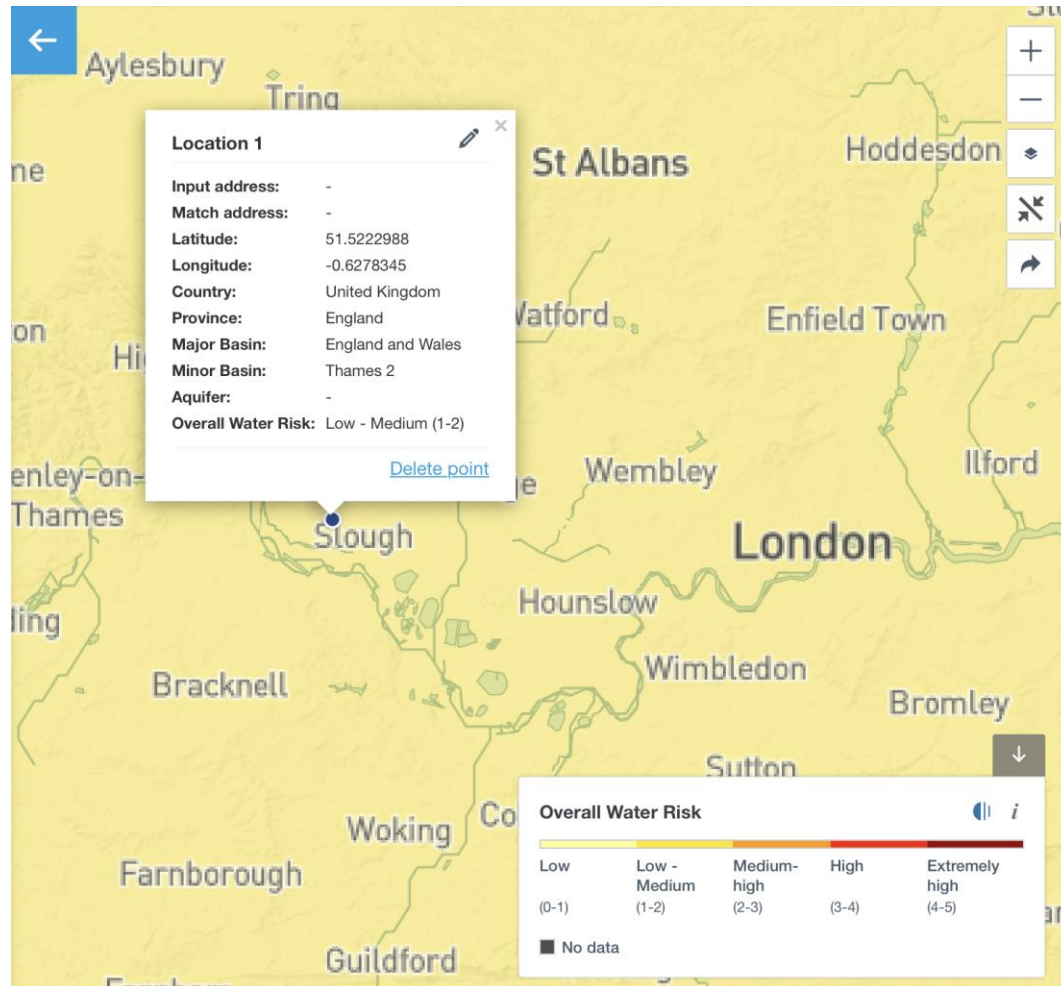 Aylesbury
Tring
Location 1
St Albans
Hoddesdon
Input address: -
Match address: -
Latitude: 51.5222988
Longitude: -0.6278345
Country: United Kingdom
Province: England
Major Basin: England and Wales
Minor Basin: Thames 2
Aquifer: -
Overall Water Risk: Low - Medium (1-2)
Delete point
Enfield Town
Wembley
Ilford
Thames
Slough
London
Hounslow
Wimbledon
Bracknell
Bromley
Sutton
Woking
Farnborough
Guildford
Overall Water Risk
i
Low
Low - Medium
Medium-high
High
Extremely high
(0-1)
(1-2)
(2-3)
(3-4)
(4-5)
No data